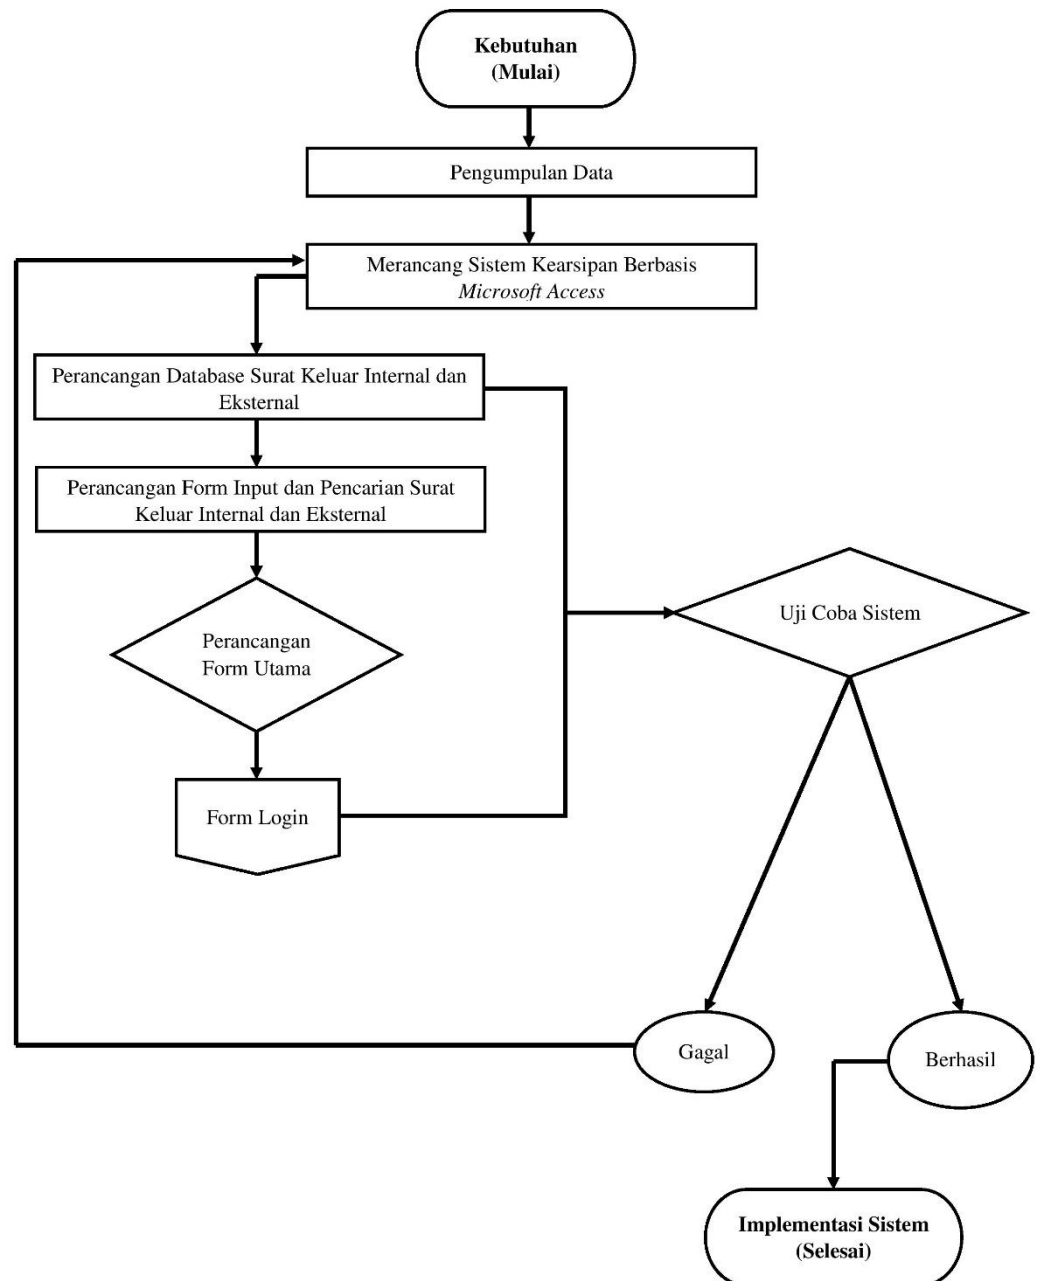 Kebutuhan
(Mulai)
Pengumpulan Data
Merancang Sistem Kearsipan Berbasis
Microsoft Access
Perancangan Database Surat Keluar Internal dan
Eksternal
Perancangan Form Input dan Pencarian Surat
Keluar Internal dan Eksternal
Perancangan
Form Utama
Uji Coba Sistem
Form Login
Gagal
Berhasil
Implementasi Sistem
(Selesai)